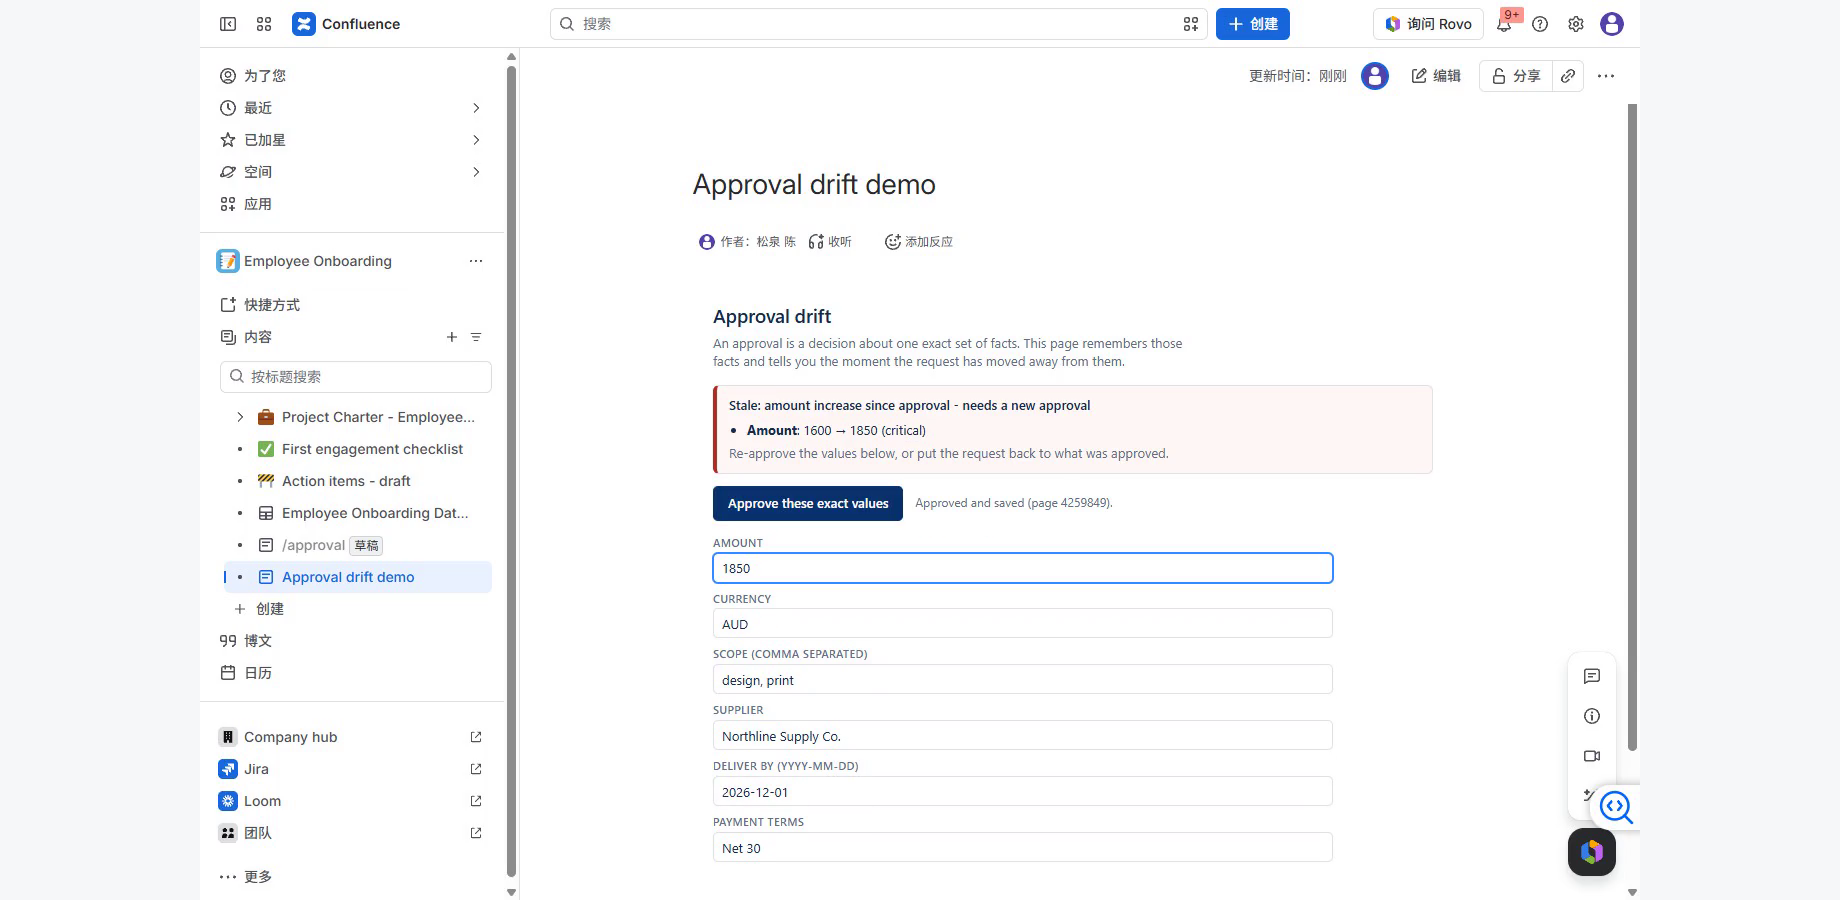 Confluence
搜索
创建
询问 Rovo
9+
为了您
最近
已加星
空间
应用
Employee Onboarding
快捷方式
内容
按标题搜索
Project Charter - Employee...
First engagement checklist
Action items - draft
Employee Onboarding Dat...
/approval 草稿
Approval drift demo
创建
博文
日历
Company hub
Jira
Loom
团队
更多
更新时间：刚刚
编辑
分享
Approval drift demo
作者：松泉 陈
收听
添加反应
Approval drift
An approval is a decision about one exact set of facts. This page remembers those
facts and tells you the moment the request has moved away from them.
Stale: amount increase since approval - needs a new approval
• Amount: 1600 → 1850 (critical)
Re-approve the values below, or put the request back to what was approved.
Approve these exact values
Approved and saved (page 4259849).
AMOUNT
1850
CURRENCY
AUD
SCOPE (COMMA SEPARATED)
design, print
SUPPLIER
Northline Supply Co.
DELIVER BY (YYYY-MM-DD)
2026-12-01
PAYMENT TERMS
Net 30